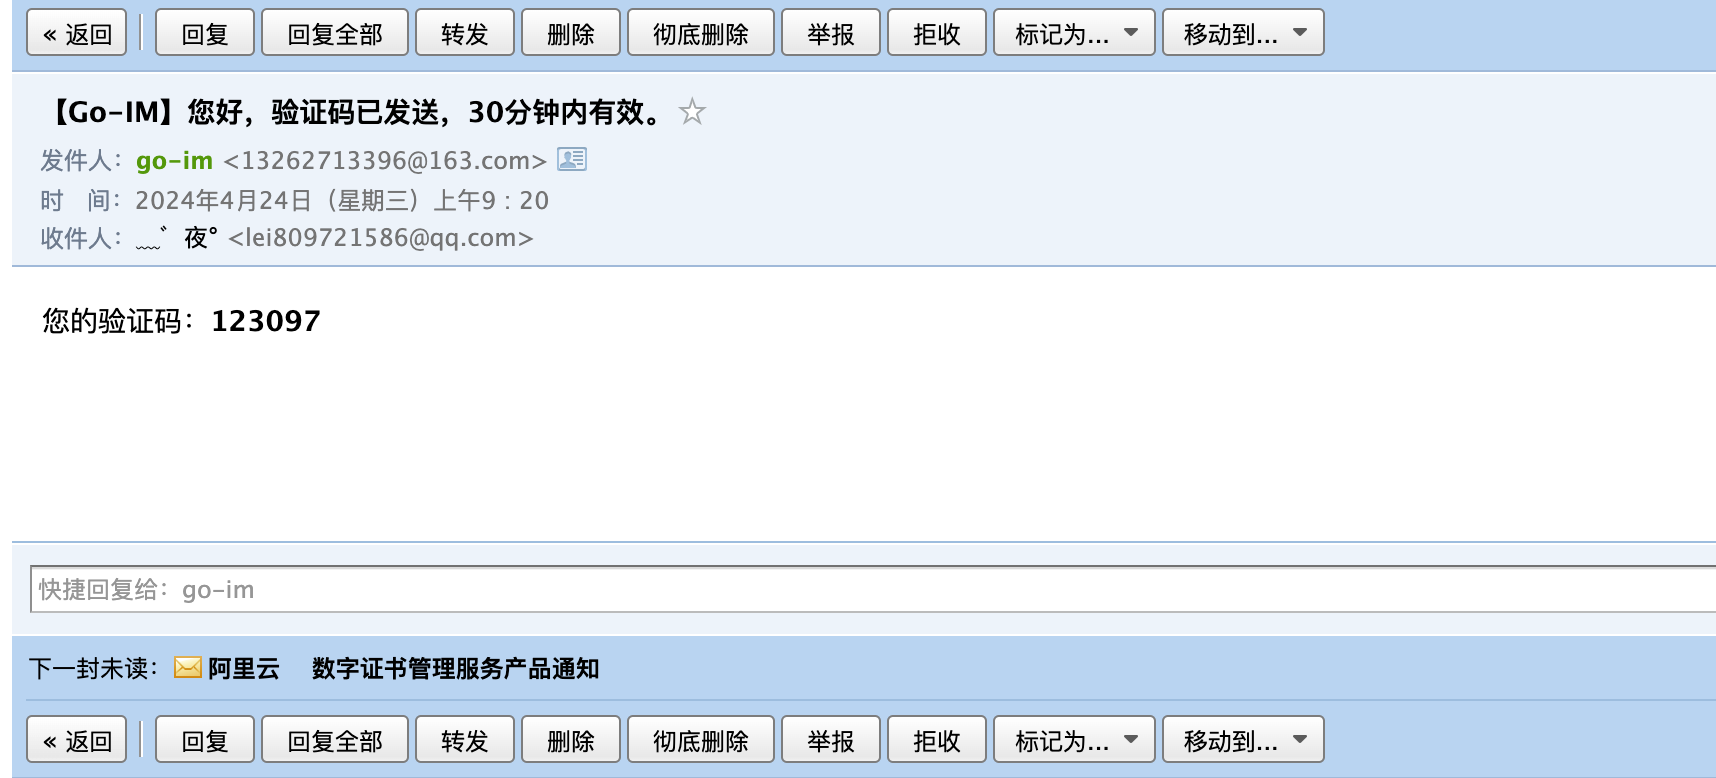 « 返回 回复 回复全部 转发 删除 彻底删除 举报 拒收 标记为... 移动到...
【Go-IM】您好，验证码已发送，30分钟内有效。
发件人：go-im <13262713396@163.com>
时 间：2024年4月24日（星期三）上午9：20
收件人：﹏゛夜° <lei809721586@qq.com>
您的验证码：123097
快捷回复给：go-im
下一封未读：阿里云 数字证书管理服务产品通知
« 返回 回复 回复全部 转发 删除 彻底删除 举报 拒收 标记为... 移动到...